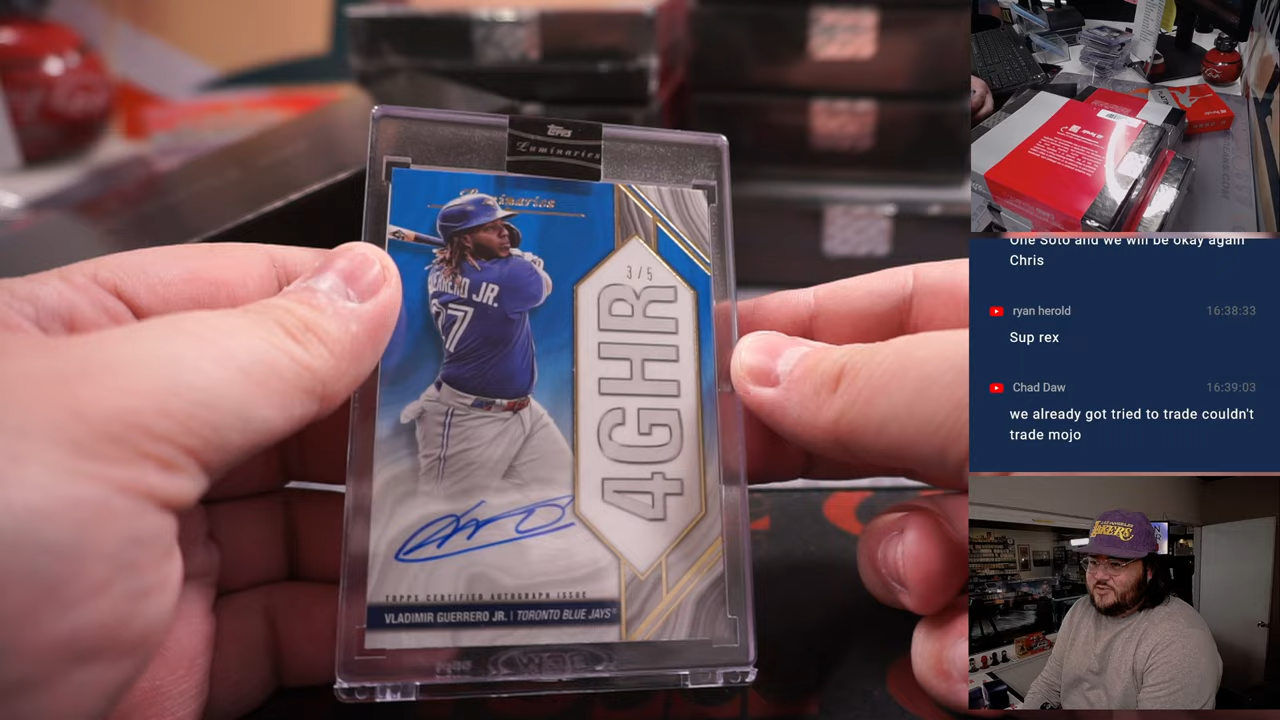 topps
Luminaries
Luminaries
GUERRERO JR.
27
3/5
4GHR
TOPPS CERTIFIED AUTOGRAPH ISSUE
VLADIMIR GUERRERO JR. | TORONTO BLUE JAYS®
One Soto and we will be okay again
Chris
ryan herold 16:38:33
Sup rex
Chad Daw 16:39:03
we already got tried to trade couldn't
trade mojo
LOS ANGELES
LAKERS